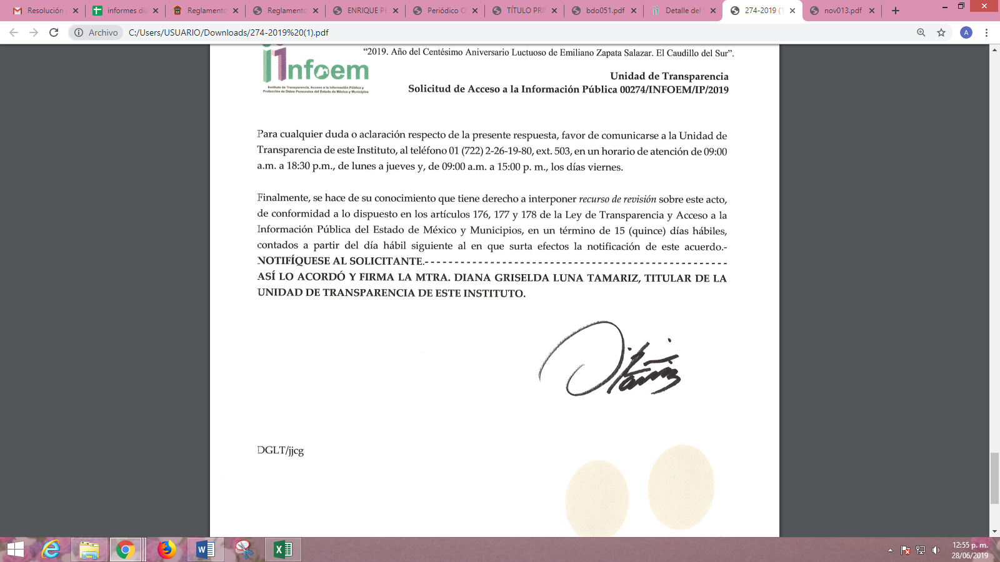 Resolución
informes di
Reglamento
Reglamento
ENRIQUE PE
Periódico O
TÍTULO PRI
bdo051.pdf
Detalle del
274-2019 (
nov013.pdf
Archivo C:/Users/USUARIO/Downloads/274-2019%20(1).pdf
A
“2019. Año del Centésimo Aniversario Luctuoso de Emiliano Zapata Salazar. El Caudillo del Sur”.
infoem
Instituto de Transparencia, Acceso a la Información Pública y
Protección de Datos Personales del Estado de México y Municipios
Unidad de Transparencia
Solicitud de Acceso a la Información Pública 00274/INFOEM/IP/2019
Para cualquier duda o aclaración respecto de la presente respuesta, favor de comunicarse a la Unidad de
Transparencia de este Instituto, al teléfono 01 (722) 2-26-19-80, ext. 503, en un horario de atención de 09:00
a.m. a 18:30 p.m., de lunes a jueves y, de 09:00 a.m. a 15:00 p. m., los días viernes.
Finalmente, se hace de su conocimiento que tiene derecho a interponer recurso de revisión sobre este acto,
de conformidad a lo dispuesto en los artículos 176, 177 y 178 de la Ley de Transparencia y Acceso a la
Información Pública del Estado de México y Municipios, en un término de 15 (quince) días hábiles,
contados a partir del día hábil siguiente al en que surta efectos la notificación de este acuerdo.-
NOTIFÍQUESE AL SOLICITANTE.- - - - - - - - - - - - - - - - - - - - - - - - - - - - - - - - - - - - - - - - - - - - - - - - - - - - - - -
ASÍ LO ACORDÓ Y FIRMA LA MTRA. DIANA GRISELDA LUNA TAMARIZ, TITULAR DE LA
UNIDAD DE TRANSPARENCIA DE ESTE INSTITUTO.
DGLT/jjcg
12:55 p. m.
28/06/2019